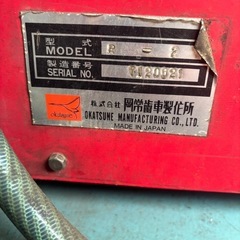 型式
MODEL
製造番号
SERIAL NO.
株式会社 岡常歯車製作所
OKATSUNE MANUFACTURING CO., LTD.
MADE IN JAPAN